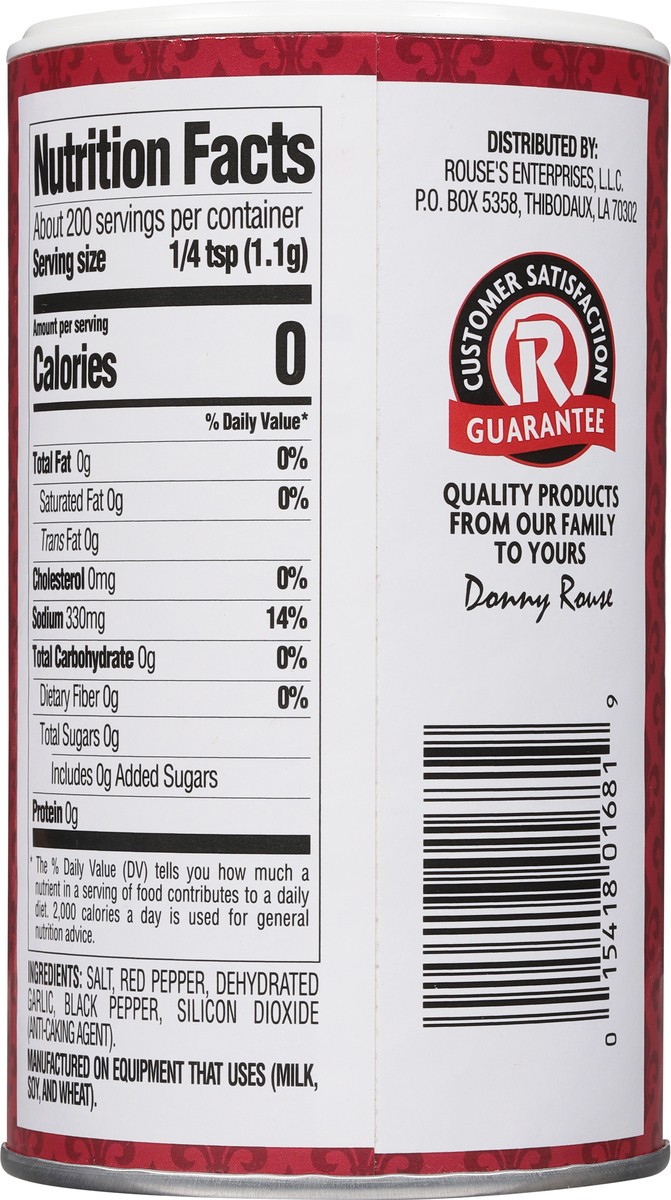 Nutrition Facts
About 200 servings per container
Serving size 1/4 tsp (1.1g)
Amount per serving
Calories 0
% Daily Value*
Total Fat 0g 0%
Saturated Fat 0g 0%
Trans Fat 0g
Cholesterol 0mg 0%
Sodium 330mg 14%
Total Carbohydrate 0g 0%
Dietary Fiber 0g 0%
Total Sugars 0g
Includes 0g Added Sugars
Protein 0g
* The % Daily Value (DV) tells you how much a
nutrient in a serving of food contributes to a daily
diet. 2,000 calories a day is used for general
nutrition advice.
INGREDIENTS: SALT, RED PEPPER, DEHYDRATED
GARLIC, BLACK PEPPER, SILICON DIOXIDE
(ANTI-CAKING AGENT).
MANUFACTURED ON EQUIPMENT THAT USES (MILK,
SOY, AND WHEAT).
DISTRIBUTED BY:
ROUSE'S ENTERPRISES, L.L.C.
P.O. BOX 5358, THIBODAUX, LA 70302
CUSTOMER SATISFACTION
R
GUARANTEE
QUALITY PRODUCTS
FROM OUR FAMILY
TO YOURS
Donny Rouse
0 15418 01681 9